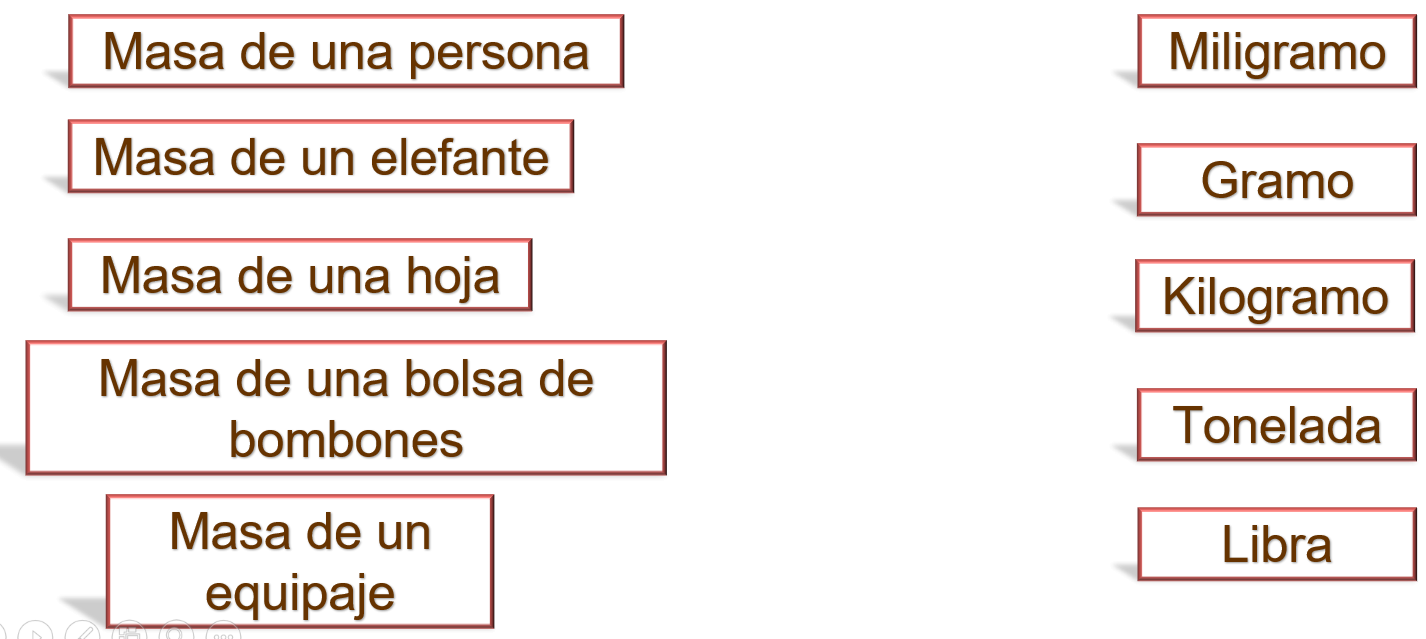 Masa de una persona
Masa de un elefante
Masa de una hoja
Masa de una bolsa de
bombones
Masa de un
equipaje
Miligramo
Gramo
Kilogramo
Tonelada
Libra